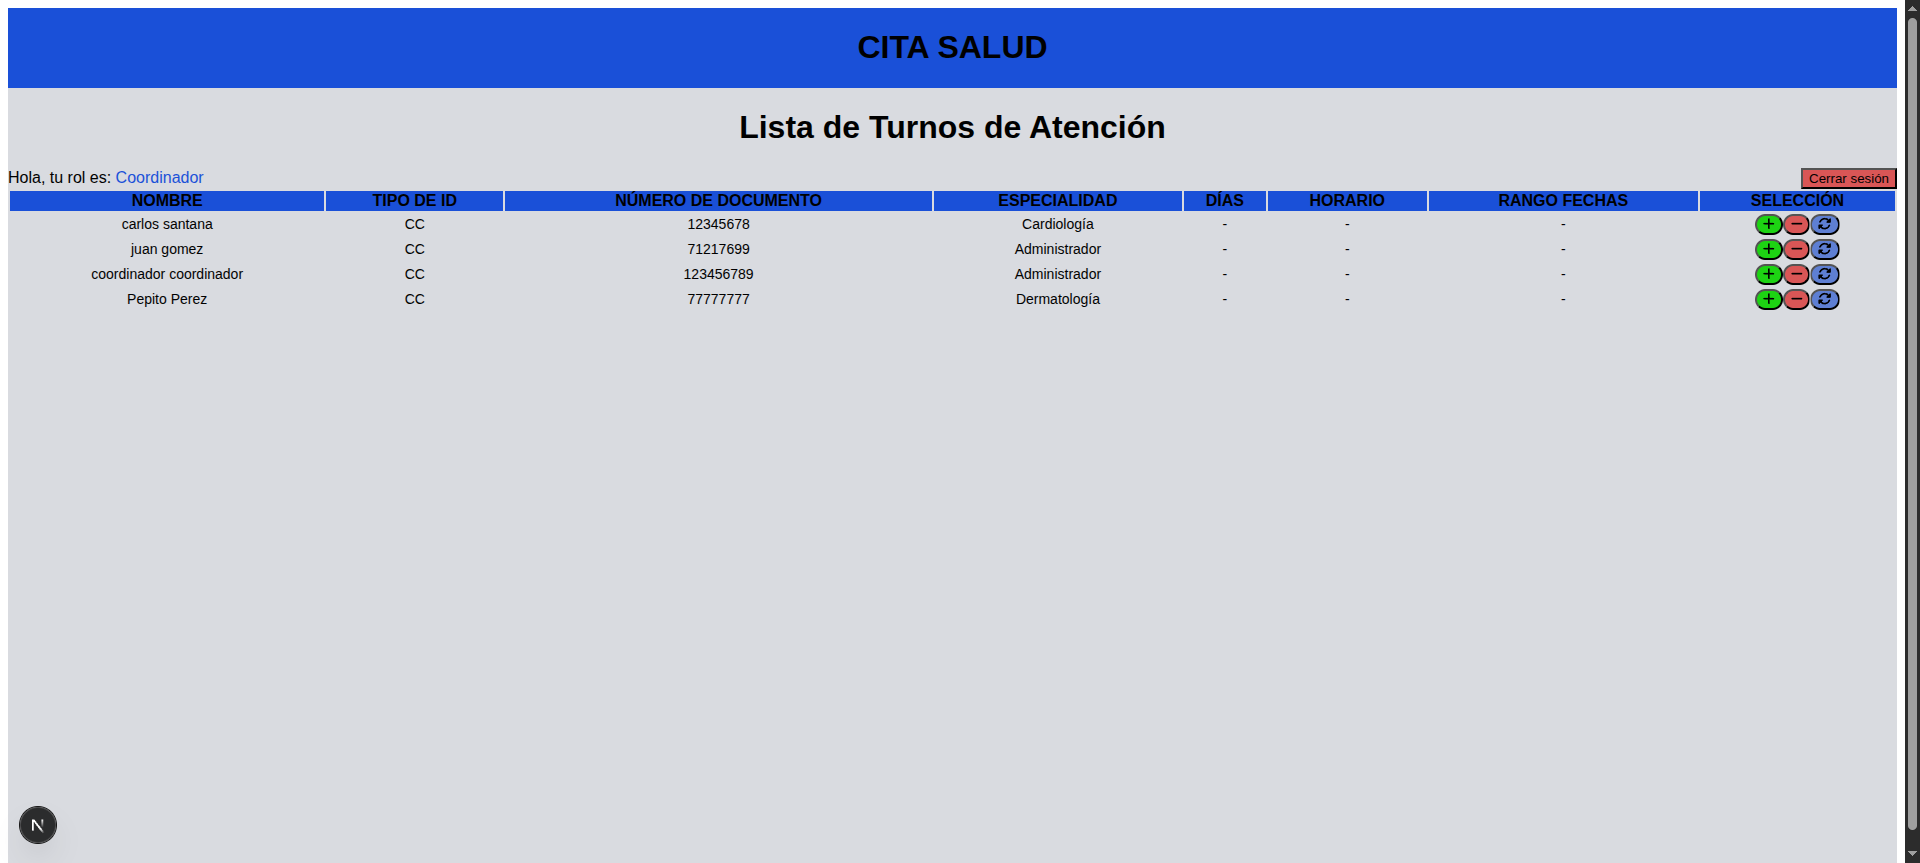 CITA SALUD
Lista de Turnos de Atención
Hola, tu rol es: Coordinador Cerrar sesión
NOMBRE TIPO DE ID NÚMERO DE DOCUMENTO ESPECIALIDAD DÍAS HORARIO RANGO FECHAS SELECCIÓN
carlos santana CC 12345678 Cardiología - - -
juan gomez CC 71217699 Administrador - - -
coordinador coordinador CC 123456789 Administrador - - -
Pepito Perez CC 77777777 Dermatología - - -
N